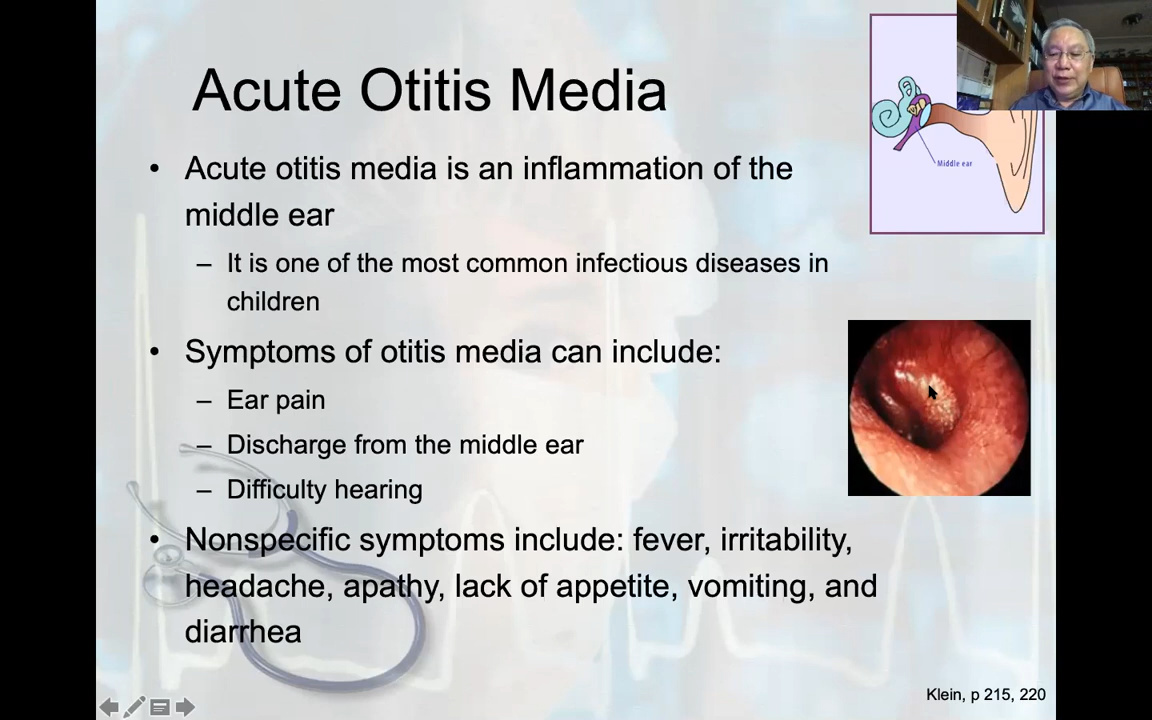 Acute Otitis Media
• Acute otitis media is an inflammation of the
middle ear
– It is one of the most common infectious diseases in
children
• Symptoms of otitis media can include:
– Ear pain
– Discharge from the middle ear
– Difficulty hearing
• Nonspecific symptoms include: fever, irritability,
headache, apathy, lack of appetite, vomiting, and
diarrhea
Middle ear
Klein, p 215, 220